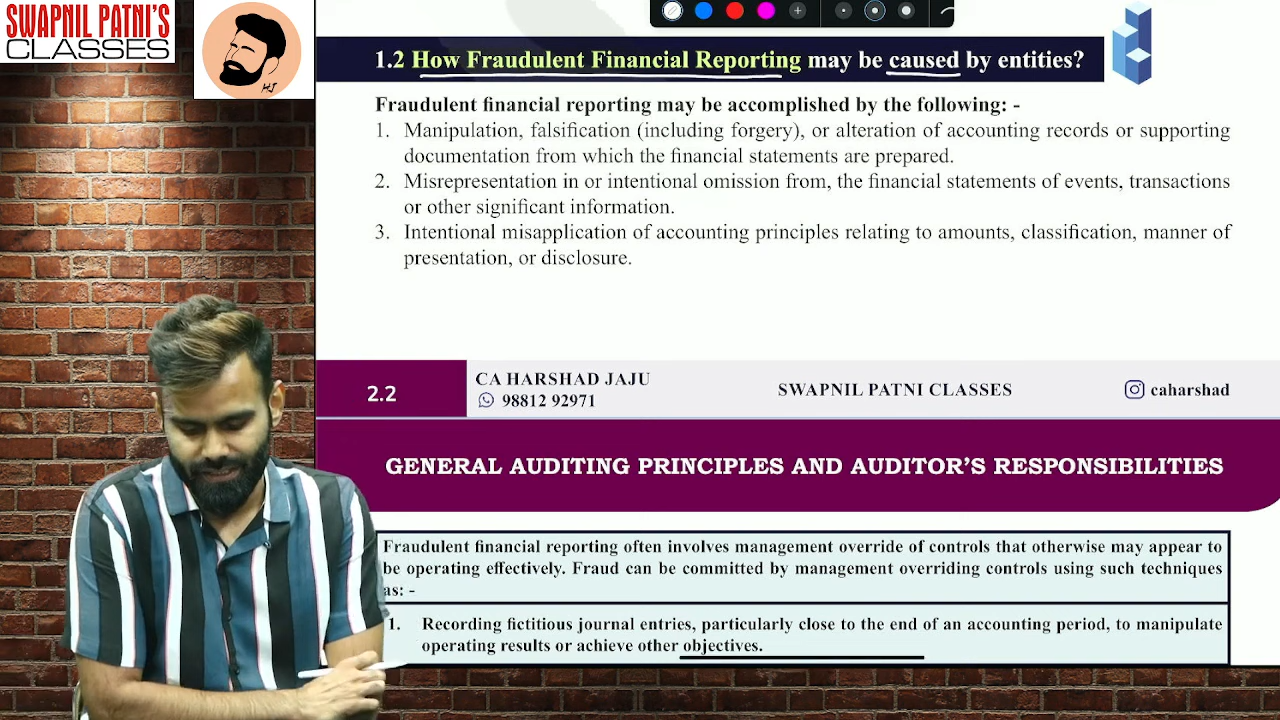 SWAPNIL PATNI'S
CLASSES
HJ
1.2 How Fraudulent Financial Reporting may be caused by entities?
Fraudulent financial reporting may be accomplished by the following: -
1. Manipulation, falsification (including forgery), or alteration of accounting records or supporting
documentation from which the financial statements are prepared.
2. Misrepresentation in or intentional omission from, the financial statements of events, transactions
or other significant information.
3. Intentional misapplication of accounting principles relating to amounts, classification, manner of
presentation, or disclosure.
2.2
CA HARSHAD JAJU
98812 92971
SWAPNIL PATNI CLASSES
caharshad
GENERAL AUDITING PRINCIPLES AND AUDITOR'S RESPONSIBILITIES
Fraudulent financial reporting often involves management override of controls that otherwise may appear to
be operating effectively. Fraud can be committed by management overriding controls using such techniques
as: -
1. Recording fictitious journal entries, particularly close to the end of an accounting period, to manipulate
operating results or achieve other objectives.